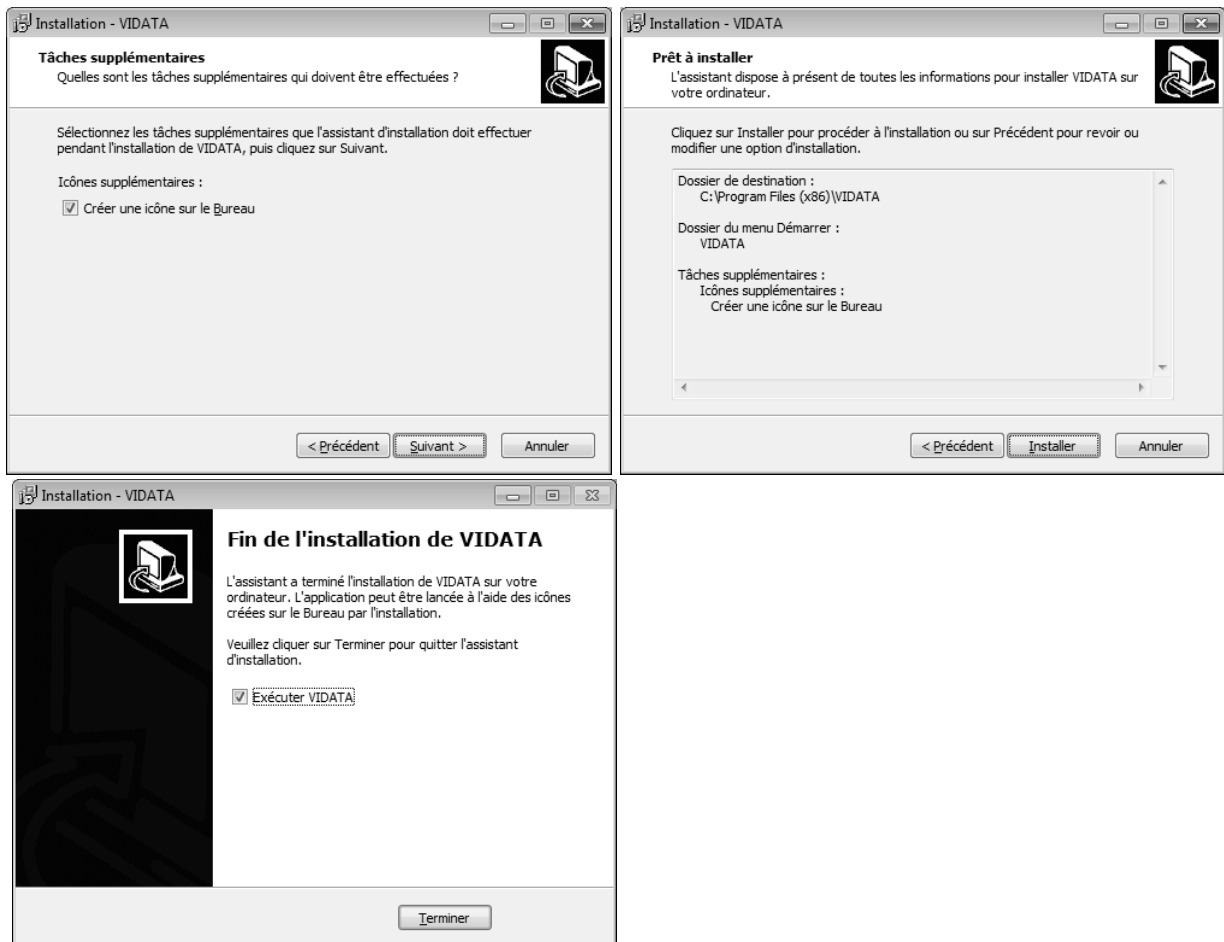 Installation - VIDATA
Tâches supplémentaires
Quelles sont les tâches supplémentaires qui doivent être effectuées ?
Sélectionnez les tâches supplémentaires que l'assistant d'installation doit effectuer
pendant l'installation de VIDATA, puis cliquez sur Suivant.
Icônes supplémentaires :
Créer une icône sur le Bureau
< Précédent
Suivant >
Annuler
Installation - VIDATA
Prêt à installer
L'assistant dispose à présent de toutes les informations pour installer VIDATA sur
votre ordinateur.
Cliquez sur Installer pour procéder à l'installation ou sur Précédent pour revoir ou
modifier une option d'installation.
Dossier de destination :
C:\Program Files (x86)\VIDATA
Dossier du menu Démarrer :
VIDATA
Tâches supplémentaires :
Icônes supplémentaires :
Créer une icône sur le Bureau
< Précédent
Installer
Annuler
Installation - VIDATA
Fin de l'installation de VIDATA
L'assistant a terminé l'installation de VIDATA sur votre
ordinateur. L'application peut être lancée à l'aide des icônes
créées sur le Bureau par l'installation.
Veuillez cliquer sur Terminer pour quitter l'assistant
d'installation.
Exécuter VIDATA
Terminer